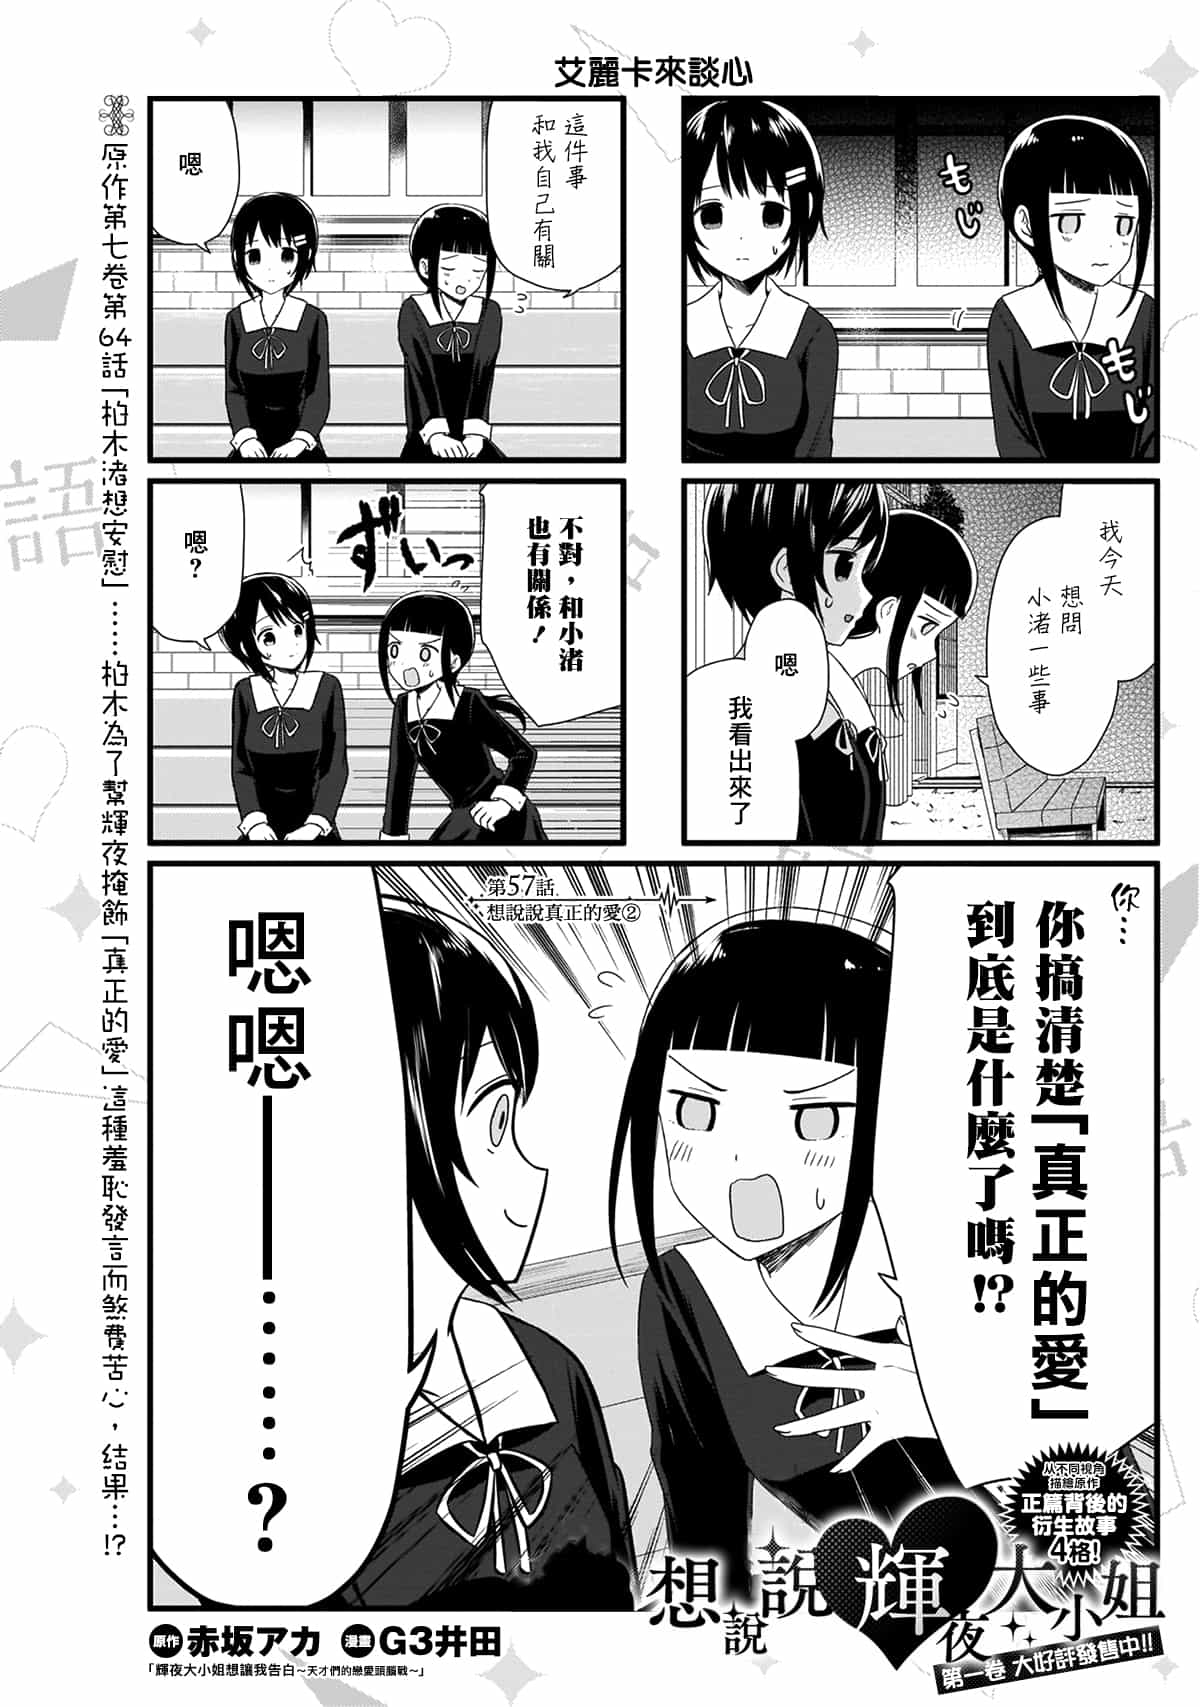 艾麗卡來談心
もじ
もじ
我今天
想問
小渚一些事
嗯
我看出來了
這件事
和我自己有關
嗯
不對，和小渚
也有關係！
ずいっ
嗯？
第57話
想說說真正的愛②
你…
你搞清楚「真正的愛」
到底是什麼了嗎!?
嗯嗯——………？
原作第七卷第64話「柏木渚想安慰」……柏木為了幫輝夜掩飾「真正的愛」這種羞恥發言而煞費苦心，結果…!?
从不同視角
描繪原作
正篇背後的
衍生故事
4格!
想說說輝夜大小姐
第一卷 大好評發售中!!
原作 赤坂アカ 漫畫 G3井田
「輝夜大小姐想讓我告白～天才們的戀愛頭腦戰～」